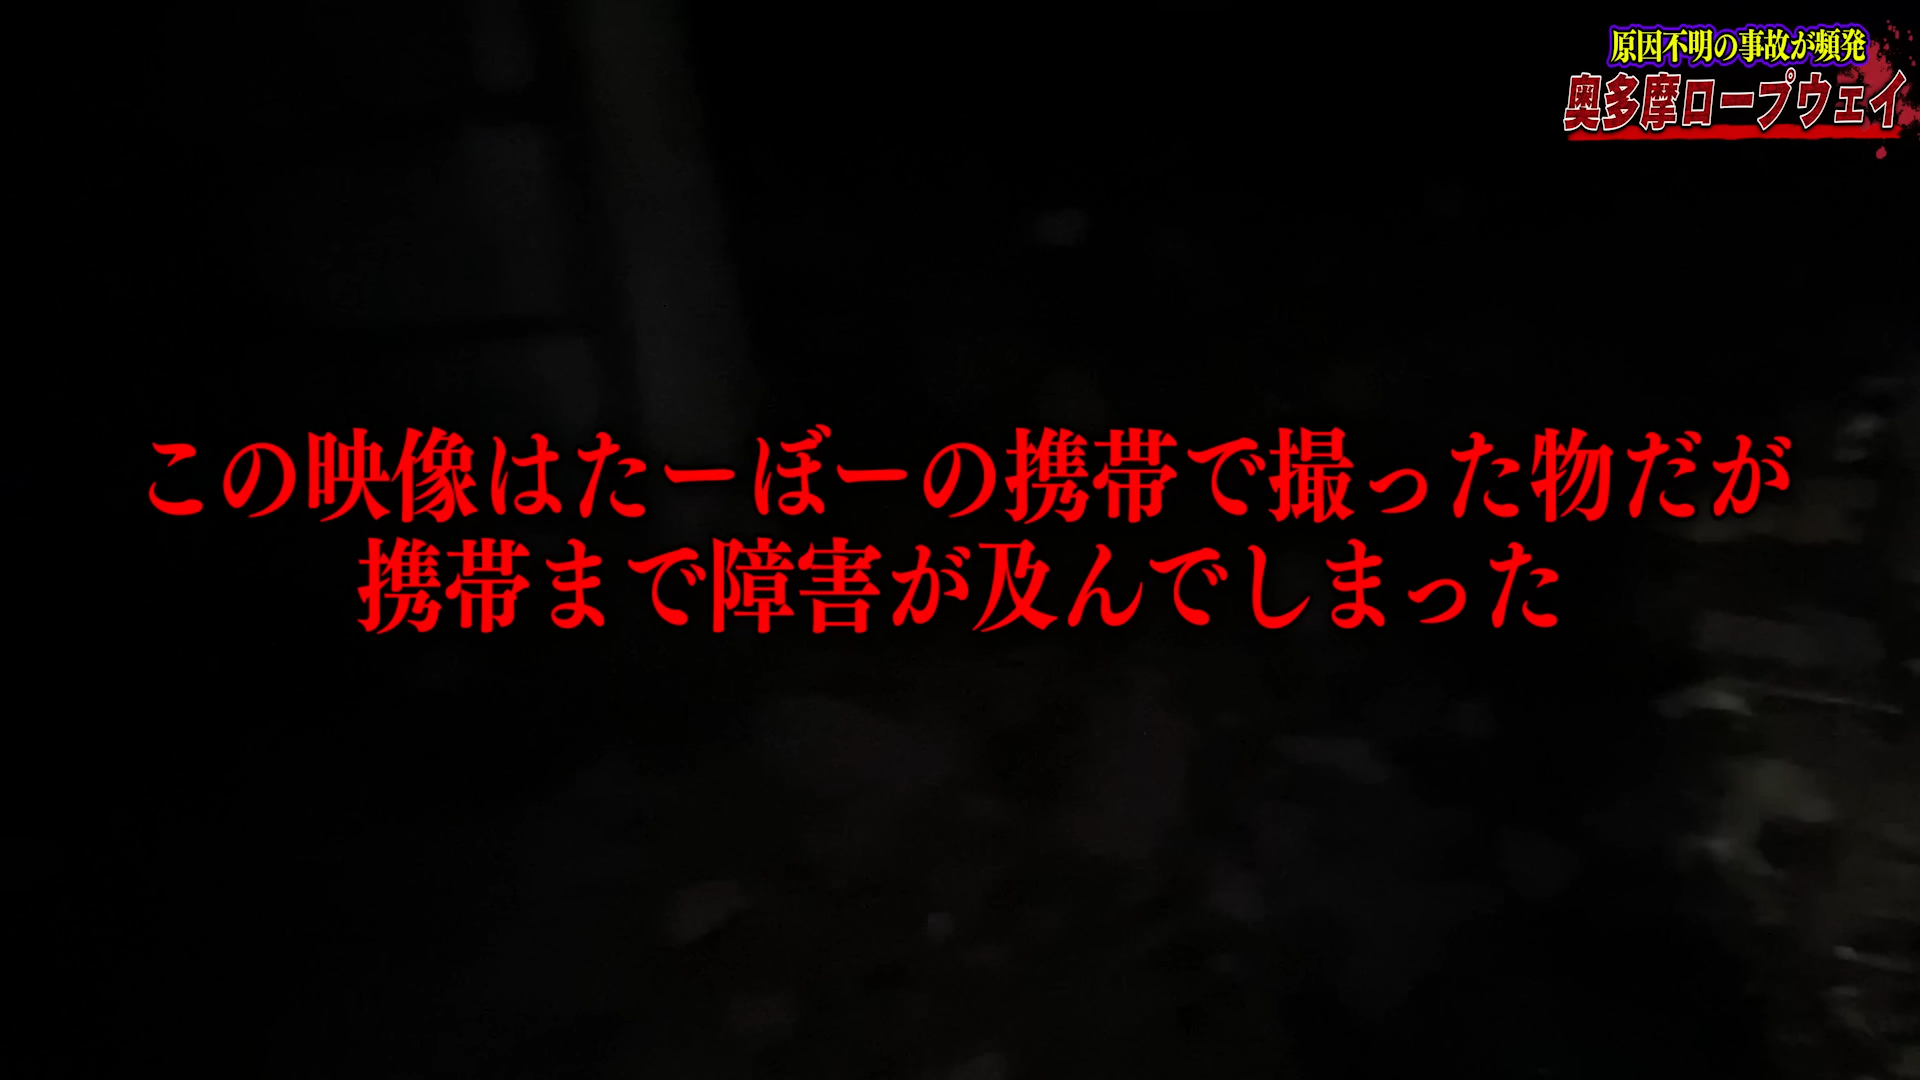 原因不明の事故が頻発
奥多摩ロープウェイ
この映像はたーぼーの携帯で撮った物だが
携帯まで障害が及んでしまった